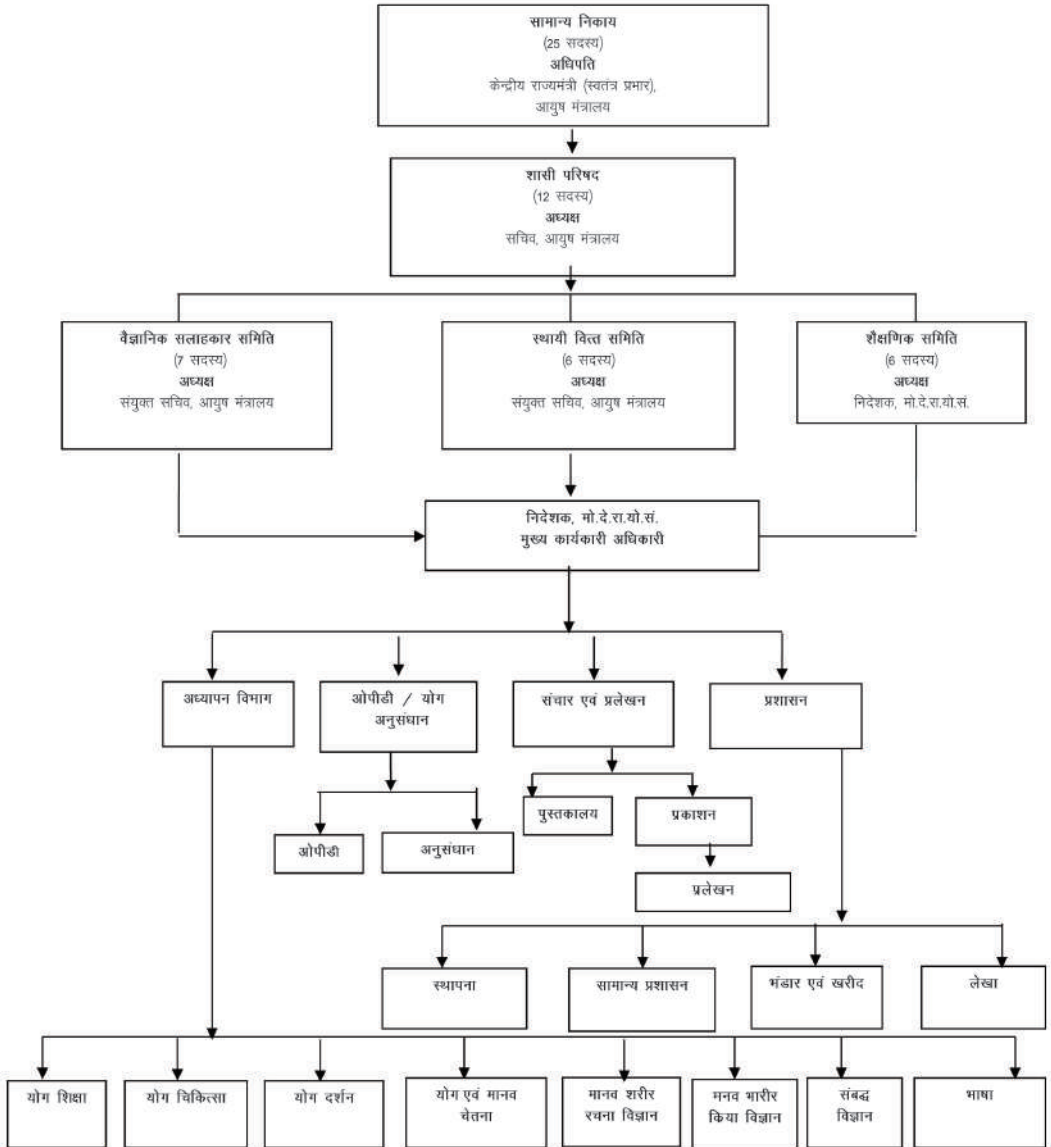 सामान्य निकाय
(25 सदस्य)
अधिपति
केन्द्रीय राज्यमंत्री (स्वतंत्र प्रभार),
आयुष मंत्रालय
शासी परिषद
(12 सदस्य)
अध्यक्ष
सचिव, आयुष मंत्रालय
वैज्ञानिक सलाहकार समिति
(7 सदस्य)
अध्यक्ष
संयुक्त सचिव, आयुष मंत्रालय
स्थायी वित्त समिति
(6 सदस्य)
अध्यक्ष
संयुक्त सचिव, आयुष मंत्रालय
शैक्षणिक समिति
(6 सदस्य)
अध्यक्ष
निदेशक, मो.दे.रा.यो.सं.
निदेशक, मो.दे.रा.यो.सं.
मुख्य कार्यकारी अधिकारी
अध्यापन विभाग
ओपीडी / योग
अनुसंधान
संचार एवं प्रलेखन
प्रशासन
ओपीडी
अनुसंधान
पुस्तकालय
प्रकाशन
प्रलेखन
स्थापना
सामान्य प्रशासन
भंडार एवं खरीद
लेखा
योग शिक्षा
योग चिकित्सा
योग दर्शन
योग एवं मानव
चेतना
मानव शरीर
रचना विज्ञान
मनव भारीर
किया विज्ञान
संबद्ध
विज्ञान
भाषा